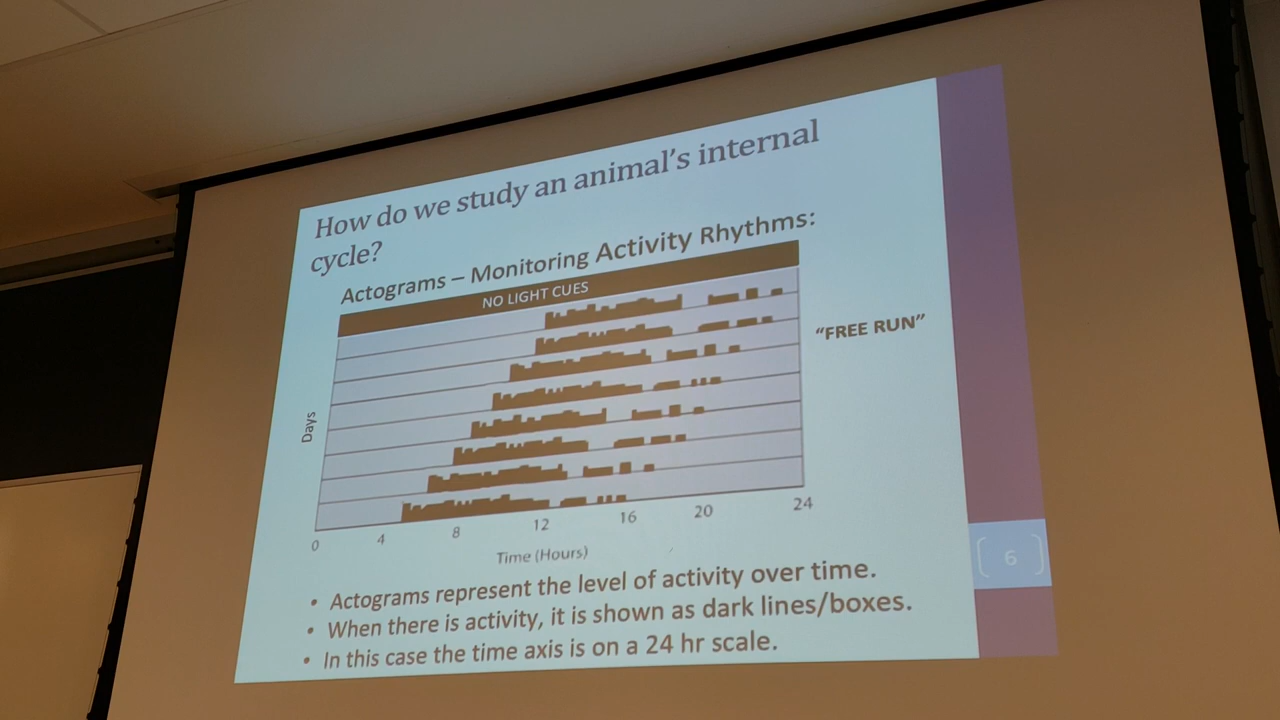 How do we study an animal's internal
cycle?
Actograms – Monitoring Activity Rhythms:
NO LIGHT CUES
"FREE RUN"
Days
0 4 8 12 16 20 24
Time (Hours)
• Actograms represent the level of activity over time.
• When there is activity, it is shown as dark lines/boxes.
• In this case the time axis is on a 24 hr scale.
6